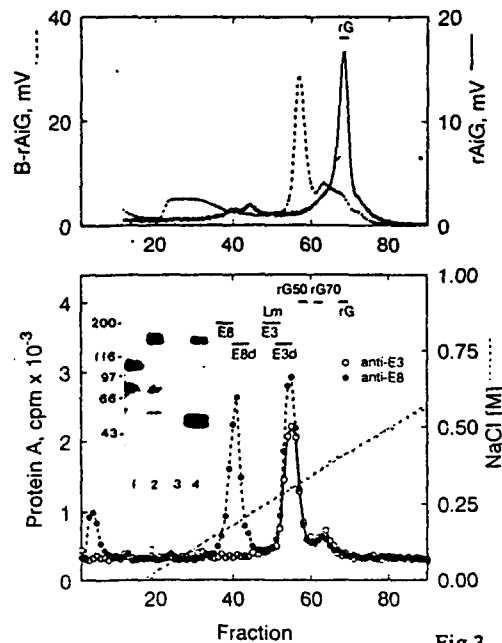 B-rAiG, mV
40
20
0
rG
20
10
0
rAiG, mV
20
40
60
80
Protein A, cpm x 10⁻³
4
3
2
1
0
200-
116-
97-
66-
43-
1 2 3 4
rG50 rG70
Lm rG
E8 E3
E8d E3d
anti-E3
anti-E8
1.00
0.75
0.50
0.25
0.00
NaCl [M]
0
20
40
60
80
Fraction